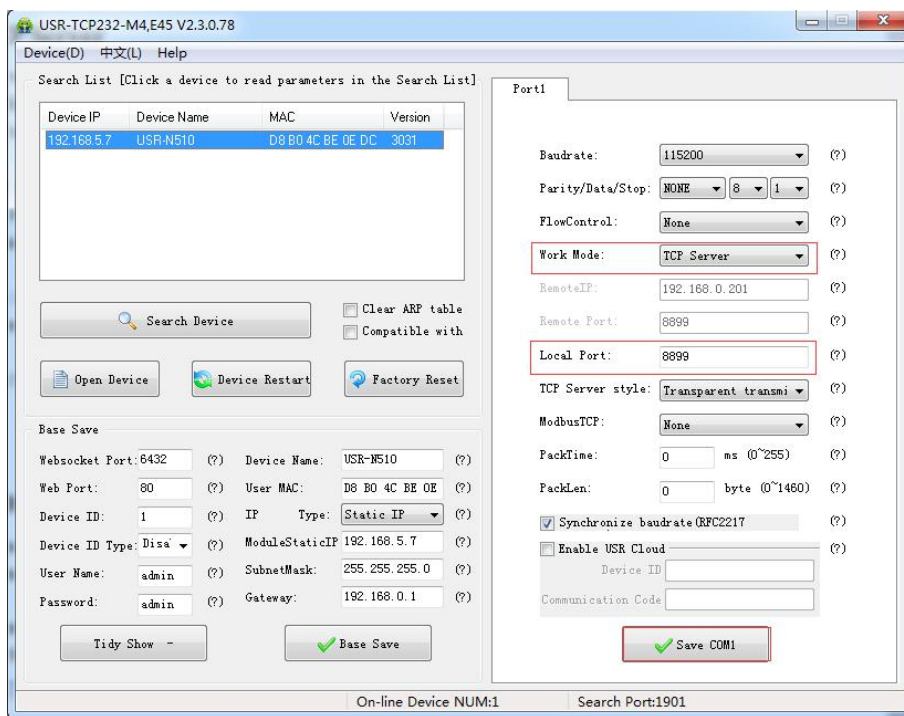 USR-TCP232-M4,E45 V2.3.0.78
Device(D) 中文(L) Help
Search List [Click a device to read parameters in the Search List]
Device IP Device Name MAC Version
192.168.5.7 USR-N510 D8 B0 4C BE 0E DC 3031
Search Device
Clear ARP table
Compatible with
Open Device
Device Restart
Factory Reset
Base Save
Websocket Port: 6432 (?) Device Name: USR-N510 (?)
Web Port: 80 (?) User MAC: D8 B0 4C BE 0E (?)
Device ID: 1 (?) IP Type: Static IP (?)
Device ID Type: Disa (?) ModuleStaticIP 192.168.5.7 (?)
User Name: admin (?) SubnetMask: 255.255.255.0 (?)
Password: admin (?) Gateway: 192.168.0.1 (?)
Tidy Show -
Base Save
Port1
Baudrate: 115200 (?)
Parity/Data/Stop: NONE 8 1 (?)
FlowControl: None (?)
Work Mode: TCP Server (?)
RemoteIP: 192.168.0.201 (?)
Remote Port: 8899 (?)
Local Port: 8899 (?)
TCP Server style: Transparent transmi (?)
ModbusTCP: None (?)
PackTime: 0 ms (0~255) (?)
PackLen: 0 byte (0~1460) (?)
Synchronize baudrate(RFC2217 (?)
Enable USR Cloud (?)
Device ID
Communication Code
Save COM1
On-line Device NUM:1 Search Port:1901